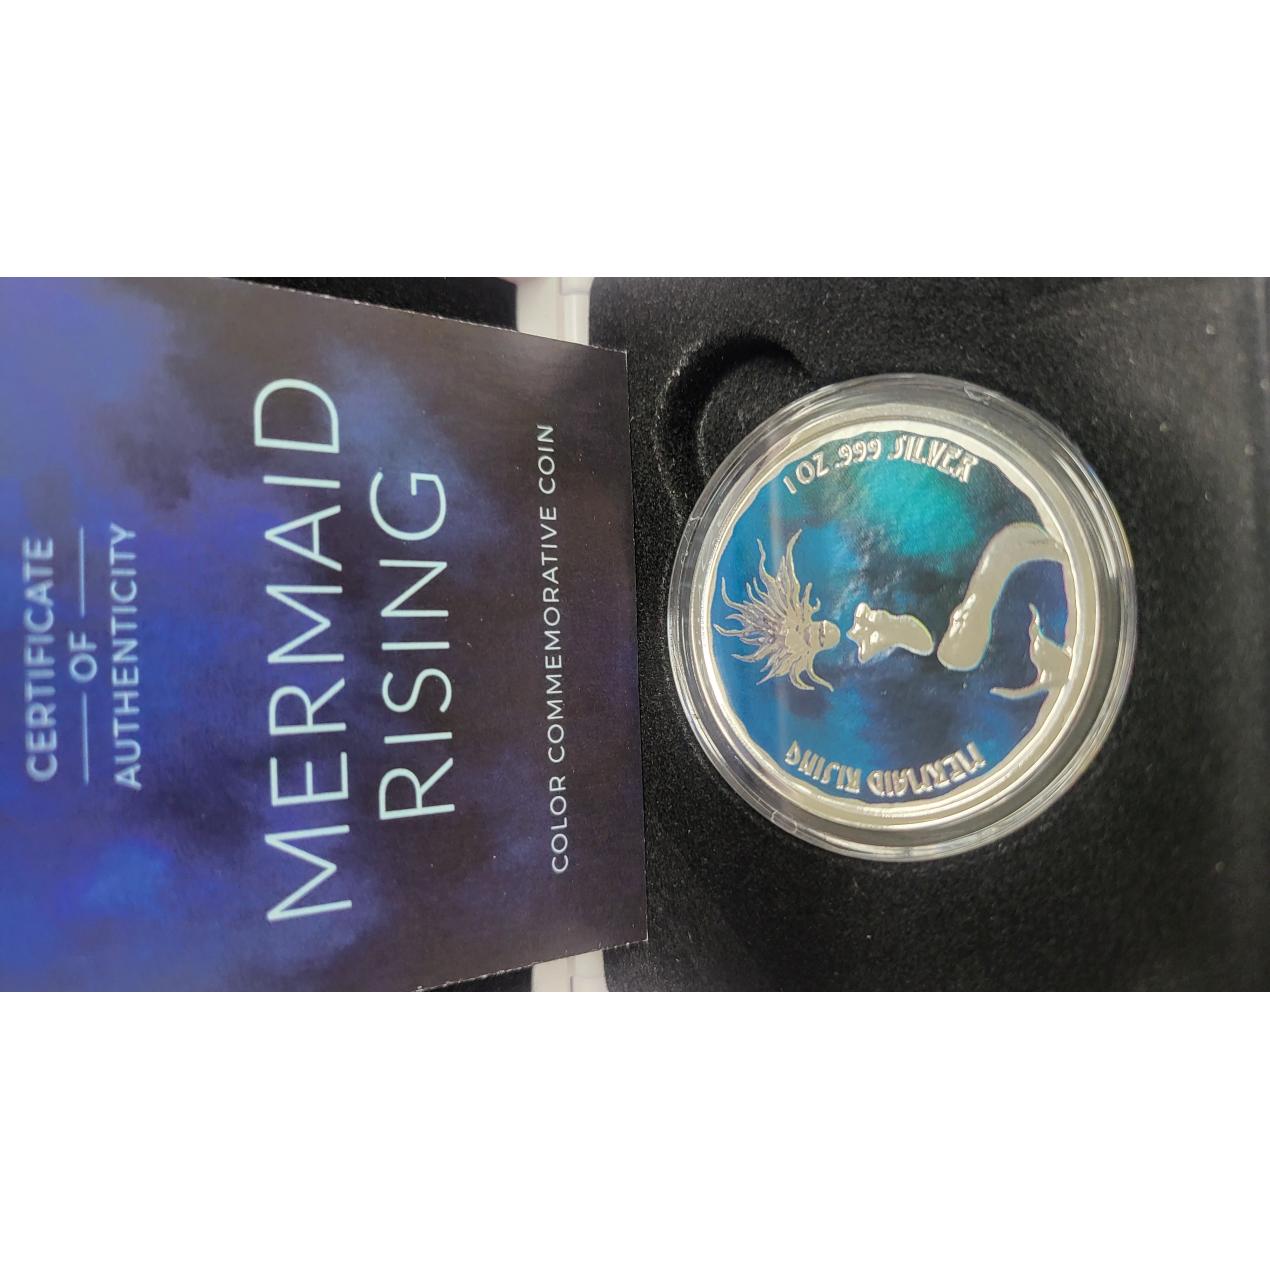 CERTIFICATE
OF
AUTHENTICITY
MERMAID
RISING
COLOR COMMEMORATIVE COIN
MERMAID RISING
1 OZ .999 SILVER